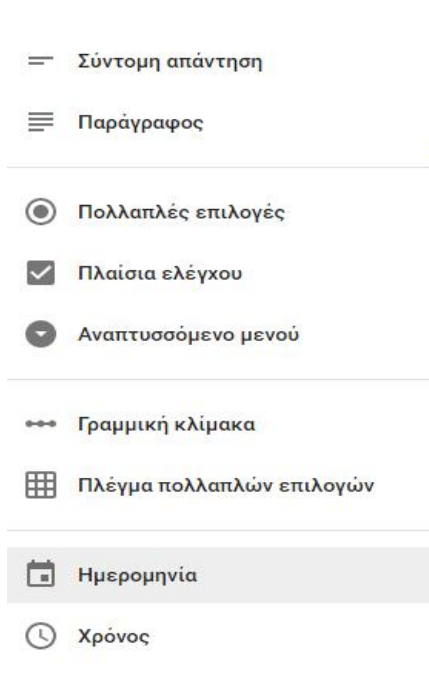 Σύντομη απάντηση
Παράγραφος
Πολλαπλές επιλογές
Πλαίσια ελέγχου
Αναπτυσσόμενο μενού
Γραμμική κλίμακα
Πλέγμα πολλαπλών επιλογών
Ημερομηνία
Χρόνος